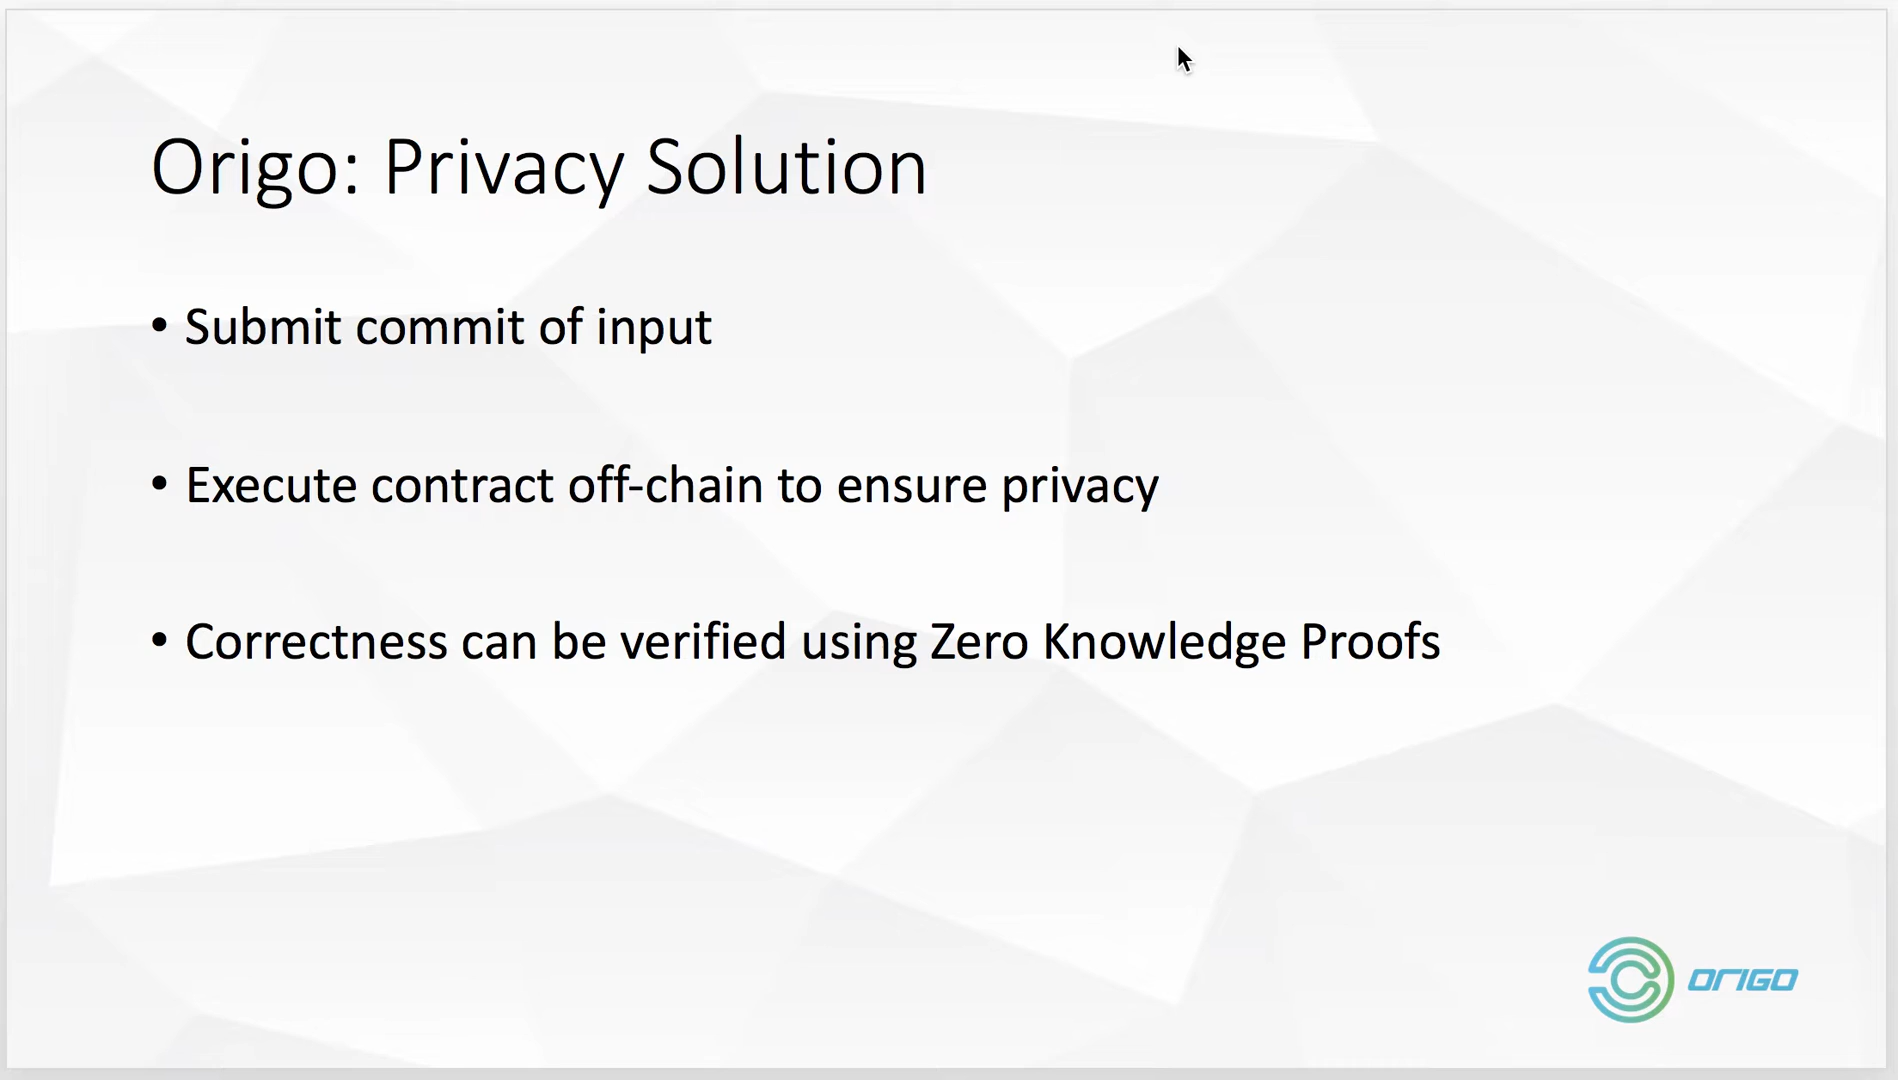 Origo: Privacy Solution
• Submit commit of input
• Execute contract off-chain to ensure privacy
• Correctness can be verified using Zero Knowledge Proofs
ORIGO